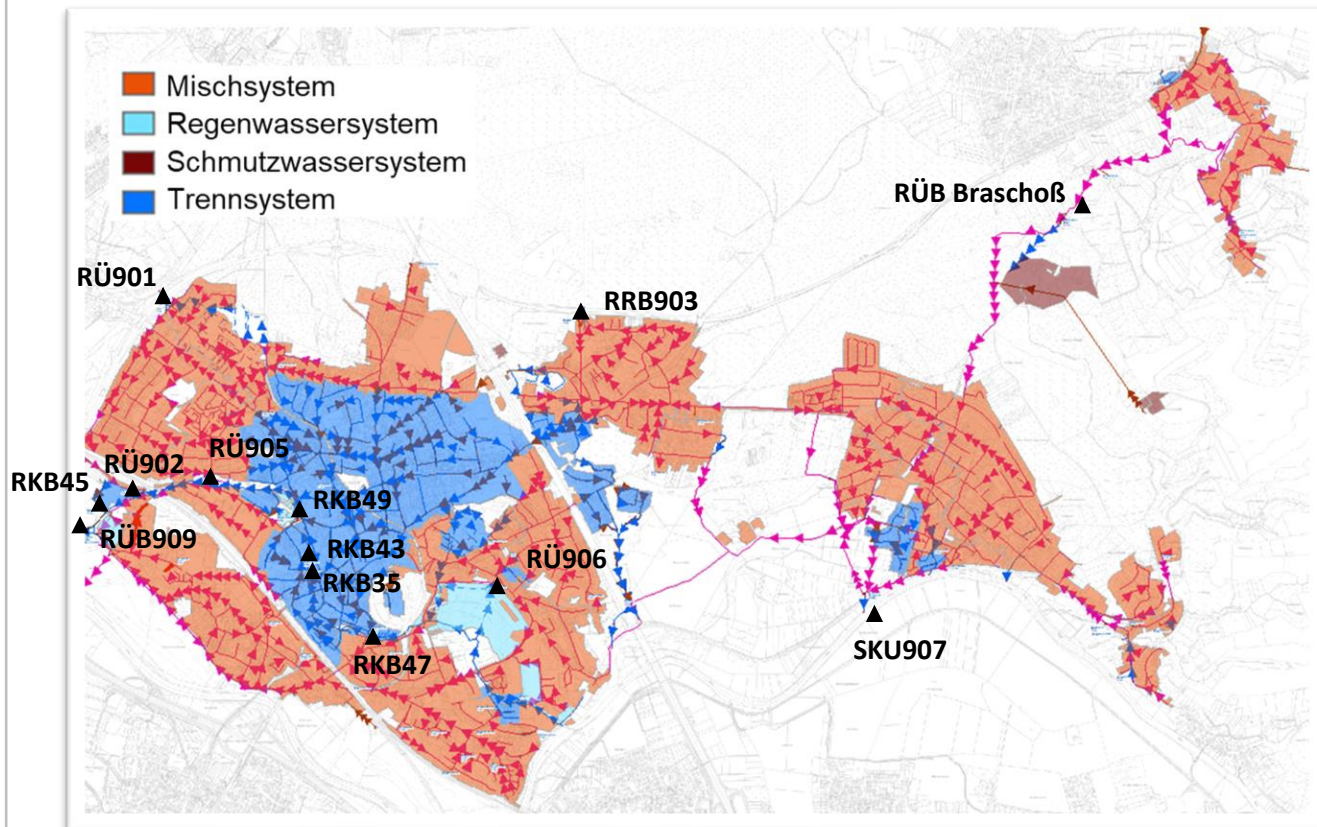 Mischsystem
Regenwassersystem
Schmutzwassersystem
Trennsystem
RÜB Braschoß
RÜ901
RRB903
RÜ905
RÜ902
RKB45
RKB49
RÜB909
RKB43
RÜ906
RKB35
SKU907
RKB47